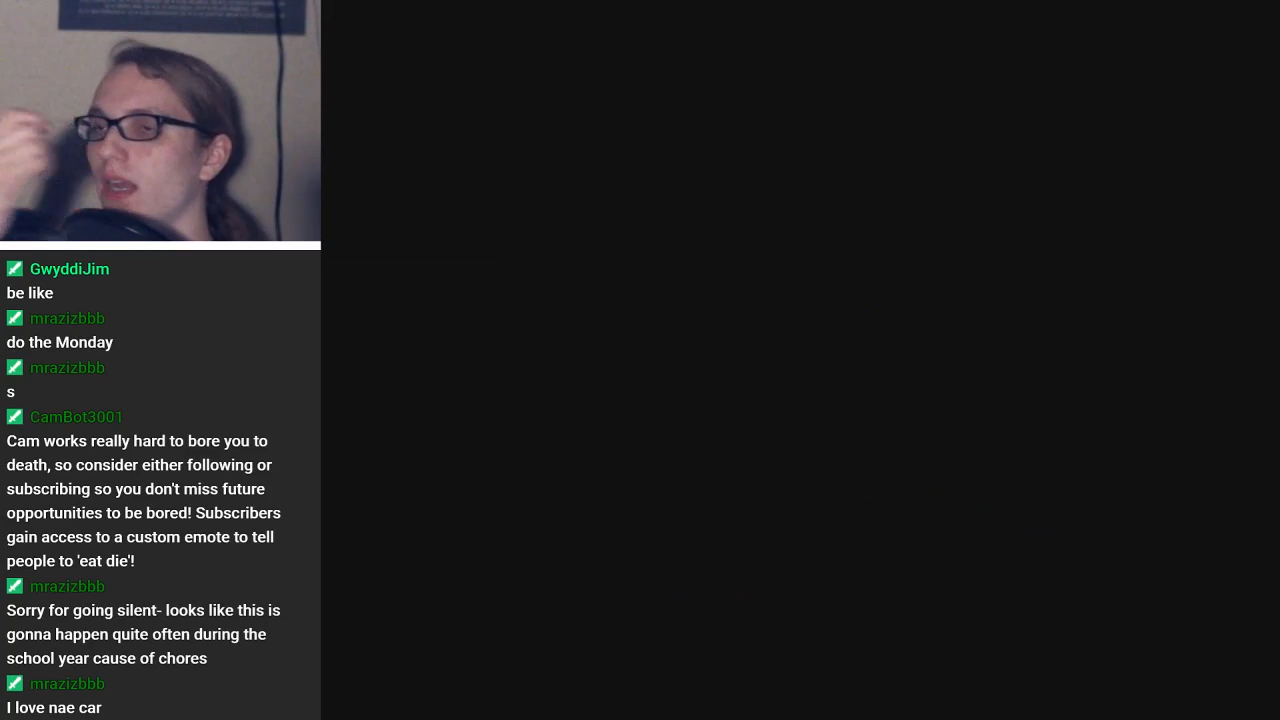 GwyddiJim
be like
mrazizbbb
do the Monday
mrazizbbb
s
CamBot3001
Cam works really hard to bore you to
death, so consider either following or
subscribing so you don't miss future
opportunities to be bored! Subscribers
gain access to a custom emote to tell
people to 'eat die'!
mrazizbbb
Sorry for going silent- looks like this is
gonna happen quite often during the
school year cause of chores
mrazizbbb
I love nae car